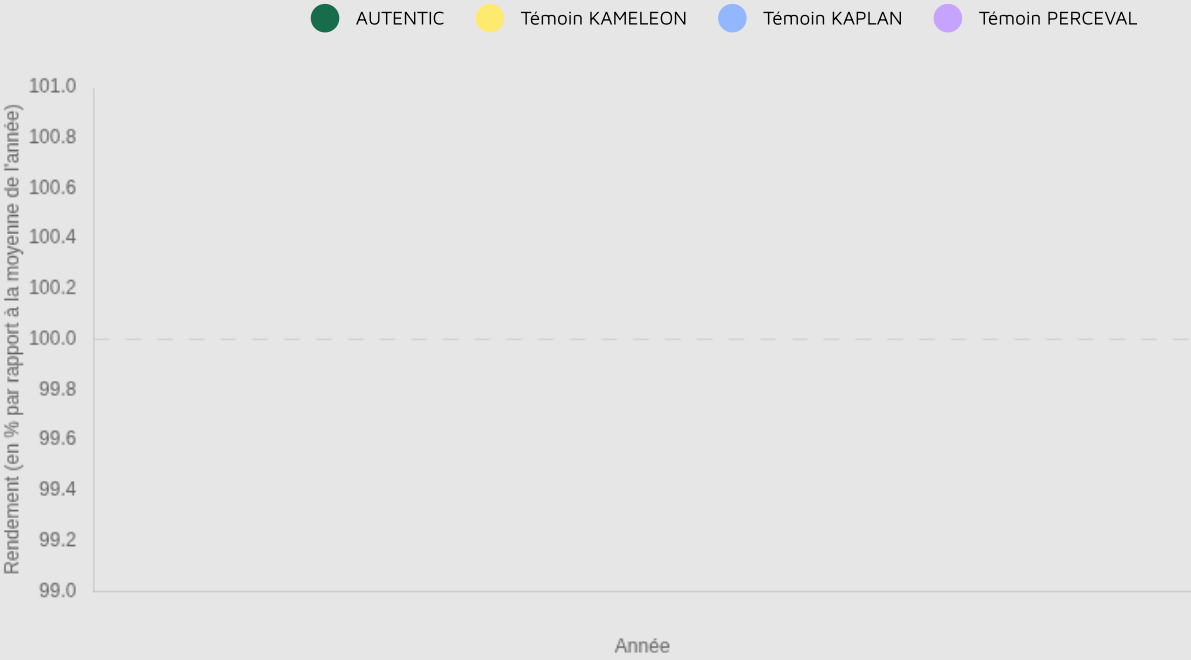 AUTENTIC
Témoin KAMELEON
Témoin KAPLAN
Témoin PERCEVAL
Rendement (en % par rapport à la moyenne de l'année)
101.0
100.8
100.6
100.4
100.2
100.0
99.8
99.6
99.4
99.2
99.0
Année